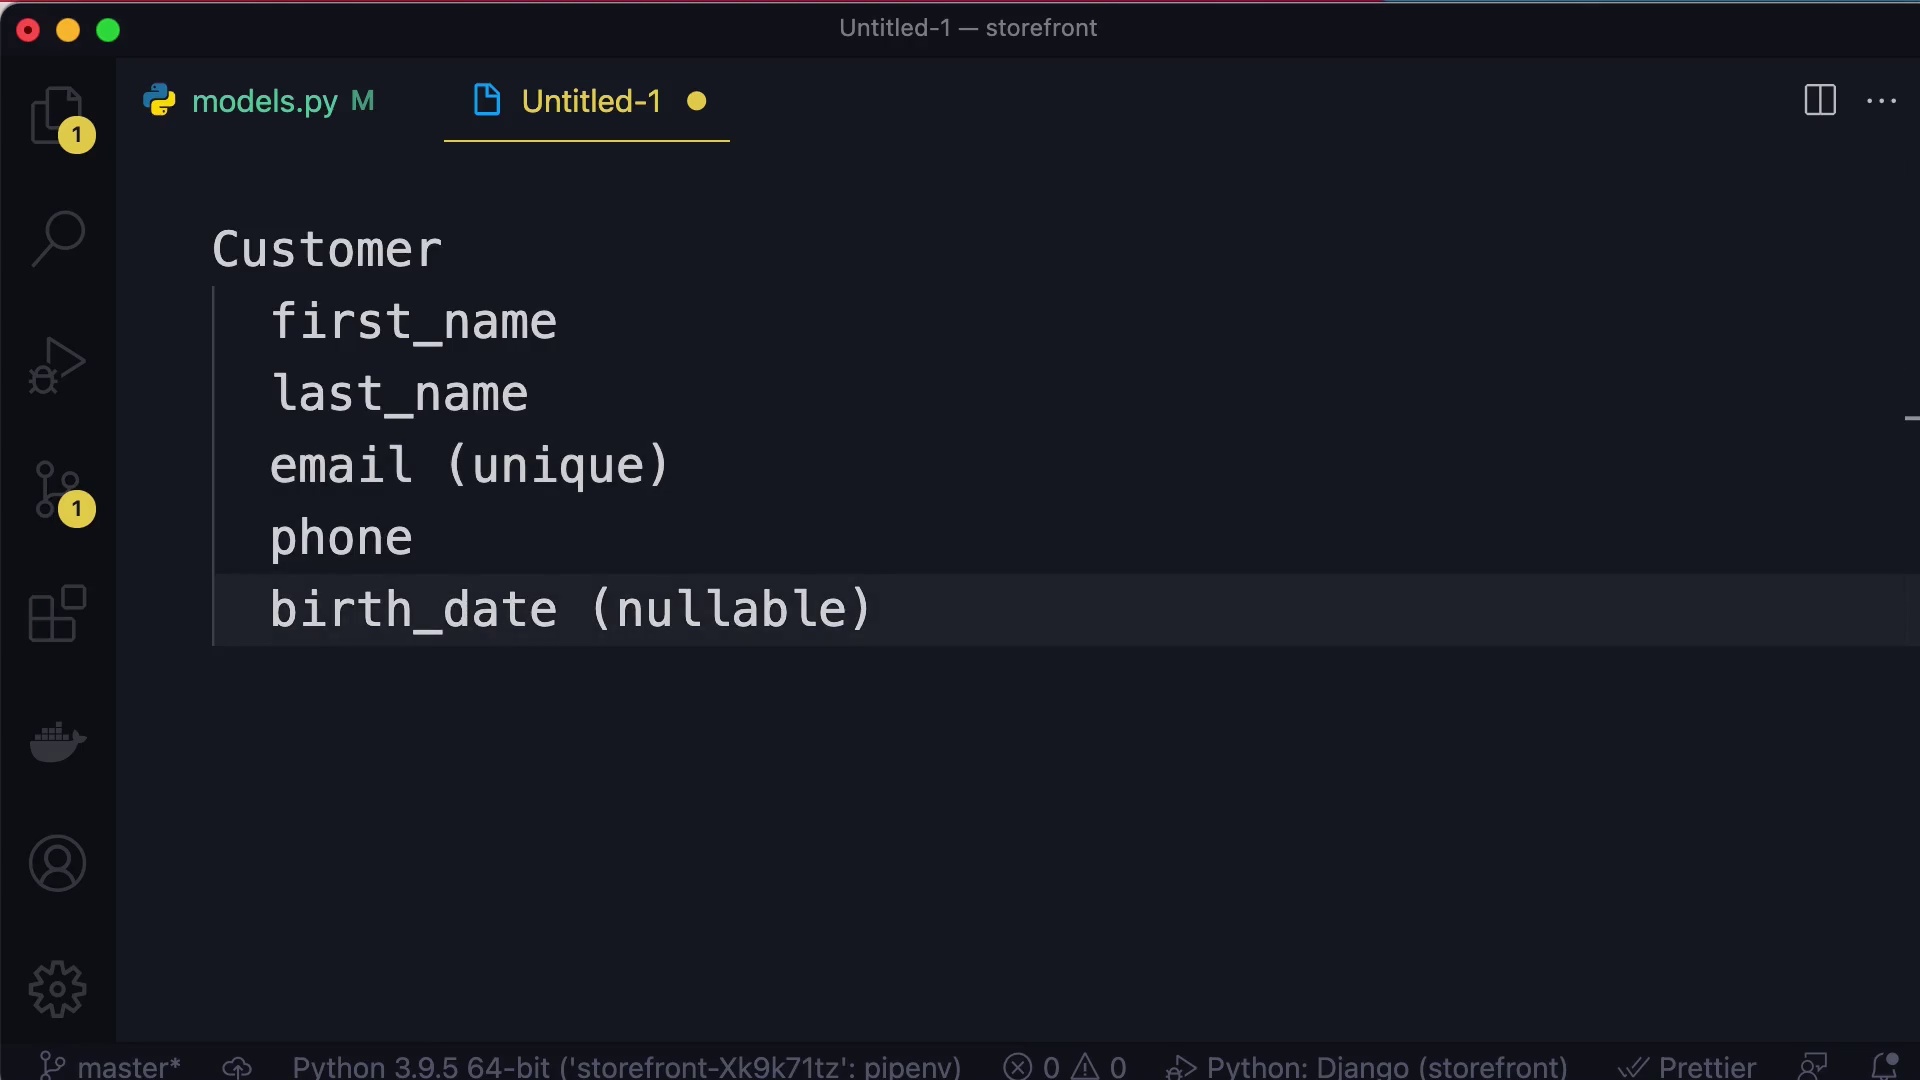 Untitled-1 — storefront
models.py M
Untitled-1
1
Customer
first_name
last_name
email (unique)
phone
1
birth_date (nullable)
master*
Python 3.9.5 64-bit ('storefront-Xk9k71tz': pipenv)
0
0
Python: Django (storefront)
Prettier